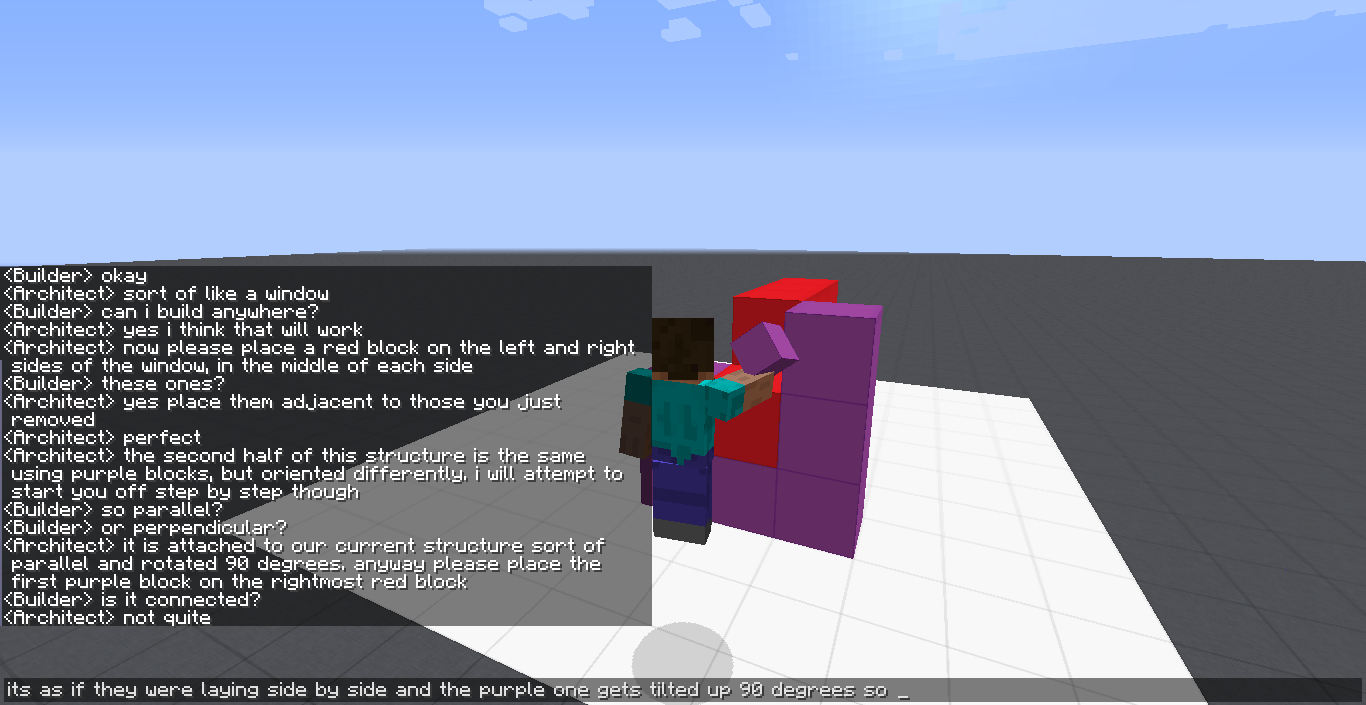 <Builder> okay
<Architect> sort of like a window
<Builder> can i build anywhere?
<Architect> yes i think that will work
<Architect> now please place a red block on the left and right
sides of the window, in the middle of each side
<Builder> these ones?
<Architect> yes place them adjacent to those you just
removed
<Architect> perfect
<Architect> the second half of this structure is the same
using purple blocks, but oriented differently. i will attempt to
start you off step by step though
<Builder> so parallel?
<Builder> or perpendicular?
<Architect> it is attached to our current structure sort of
parallel and rotated 90 degrees. anyway please place the
first purple block on the rightmost red block
<Builder> is it connected?
<Architect> not quite
its as if they were laying side by side and the purple one gets tilted up 90 degrees so _